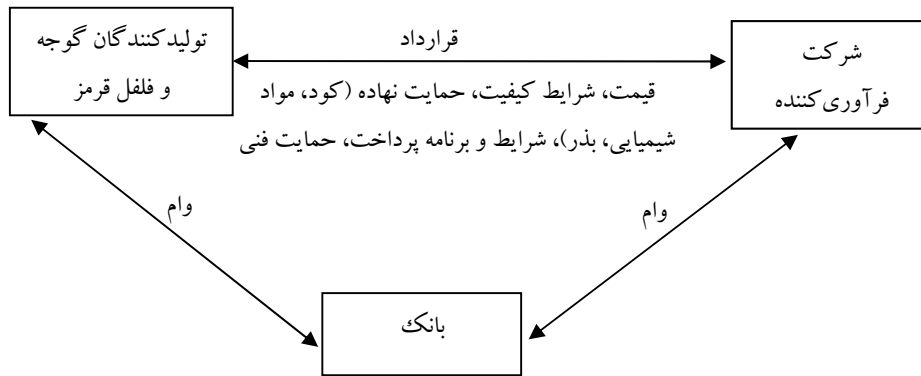 شرکت
فرآوری‌کننده
قرارداد
تولیدکنندگان گوجه
و فلفل قرمز
قیمت، شرایط کیفیت، حمایت نهاده (کود، مواد
شیمیایی، بذر)، شرایط و برنامه پرداخت، حمایت فنی
وام
وام
بانک